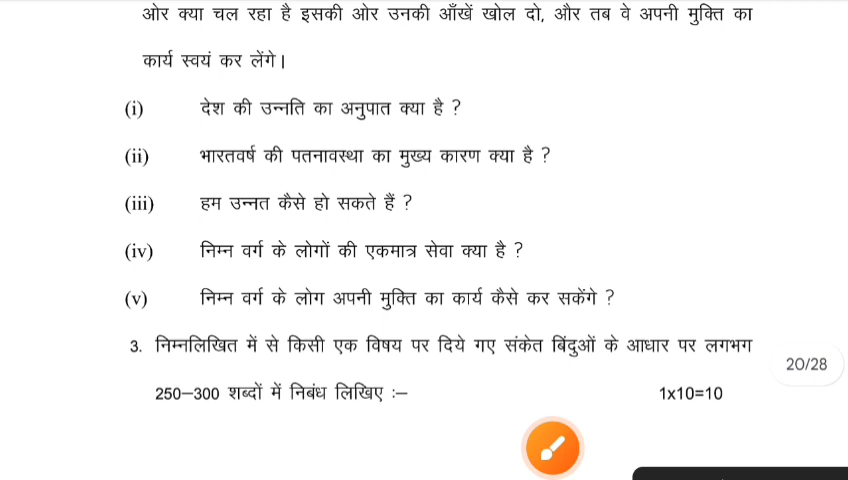 ओर क्या चल रहा है इसकी ओर उनकी आँखें खोल दो, और तब वे अपनी मुक्ति का
कार्य स्वयं कर लेंगे।
(i) देश की उन्नति का अनुपात क्या है ?
(ii) भारतवर्ष की पतनावस्था का मुख्य कारण क्या है ?
(iii) हम उन्नत कैसे हो सकते हैं ?
(iv) निम्न वर्ग के लोगों की एकमात्र सेवा क्या है ?
(v) निम्न वर्ग के लोग अपनी मुक्ति का कार्य कैसे कर सकेंगे ?
3. निम्नलिखित में से किसी एक विषय पर दिये गए संकेत बिंदुओं के आधार पर लगभग
20/28
250–300 शब्दों में निबंध लिखिए :– 1x10=10